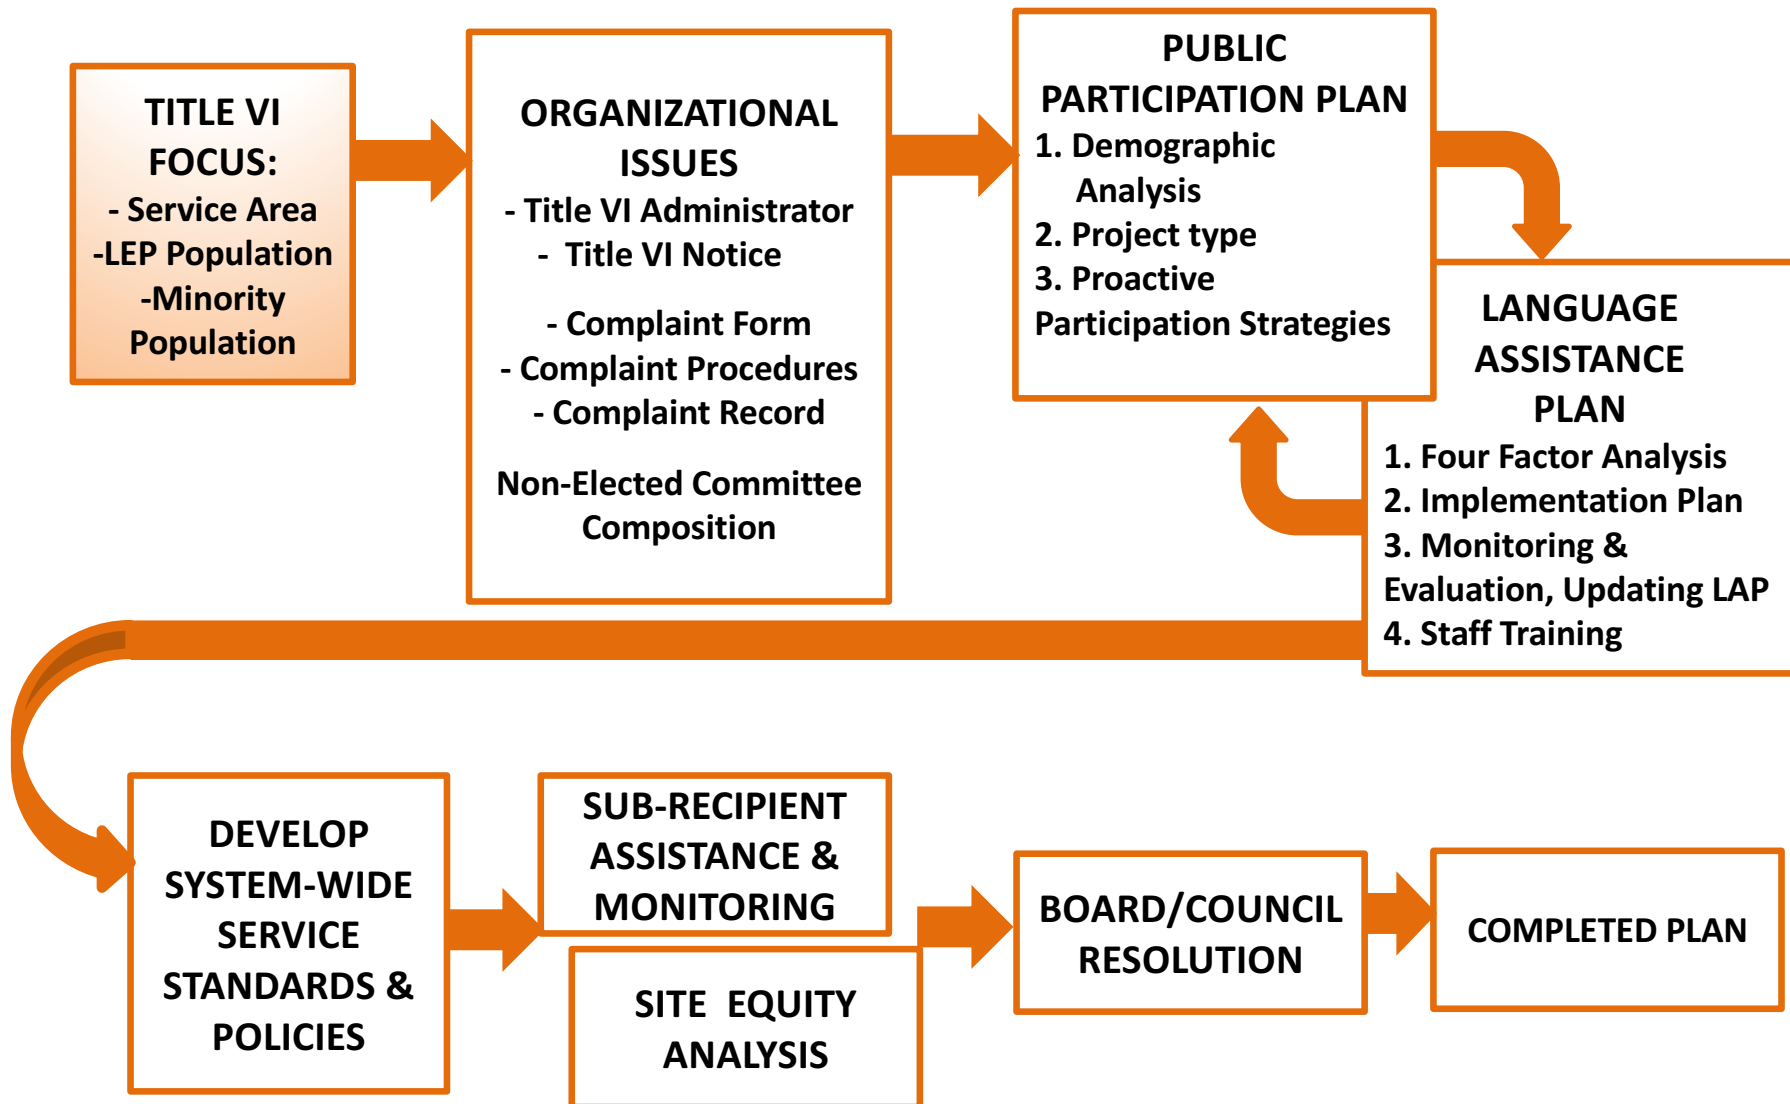 TITLE VI
FOCUS:
- Service Area
-LEP Population
-Minority
Population
ORGANIZATIONAL
ISSUES
- Title VI Administrator
- Title VI Notice
- Complaint Form
- Complaint Procedures
- Complaint Record
Non-Elected Committee
Composition
PUBLIC
PARTICIPATION PLAN
1. Demographic
Analysis
2. Project type
3. Proactive
Participation Strategies
LANGUAGE
ASSISTANCE
PLAN
1. Four Factor Analysis
2. Implementation Plan
3. Monitoring &
Evaluation, Updating LAP
4. Staff Training
DEVELOP
SYSTEM-WIDE
SERVICE
STANDARDS &
POLICIES
SUB-RECIPIENT
ASSISTANCE &
MONITORING
SITE EQUITY
ANALYSIS
BOARD/COUNCIL
RESOLUTION
COMPLETED PLAN